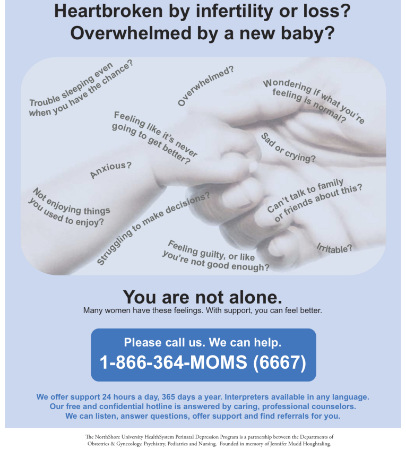 Heartbroken by infertility or loss?
Overwhelmed by a new baby?
Trouble sleeping even
when you have the chance?
Overwhelmed?
Wondering if what you're
feeling is normal?
Feeling like it's never
going to get better?
Sad or crying?
Anxious?
Not enjoying things
you used to enjoy?
Struggling to make decisions?
Can't talk to family
or friends about this?
Feeling guilty, or like
you're not good enough?
Irritable?
You are not alone.
Many women have these feelings. With support, you can feel better.
Please call us. We can help.
1-866-364-MOMS (6667)
We offer support 24 hours a day, 365 days a year. Interpreters available in any language.
Our free and confidential hotline is answered by caring, professional counselors.
We can listen, answer questions, offer support and find referrals for you.
The NorthShore University HealthSystem Perinatal Depression Program is a partnership between the Departments of
Obstetrics & Gynecology, Psychiatry, Pediatrics and Nursing. Founded in memory of Jennifer Mudd Houghtaling.